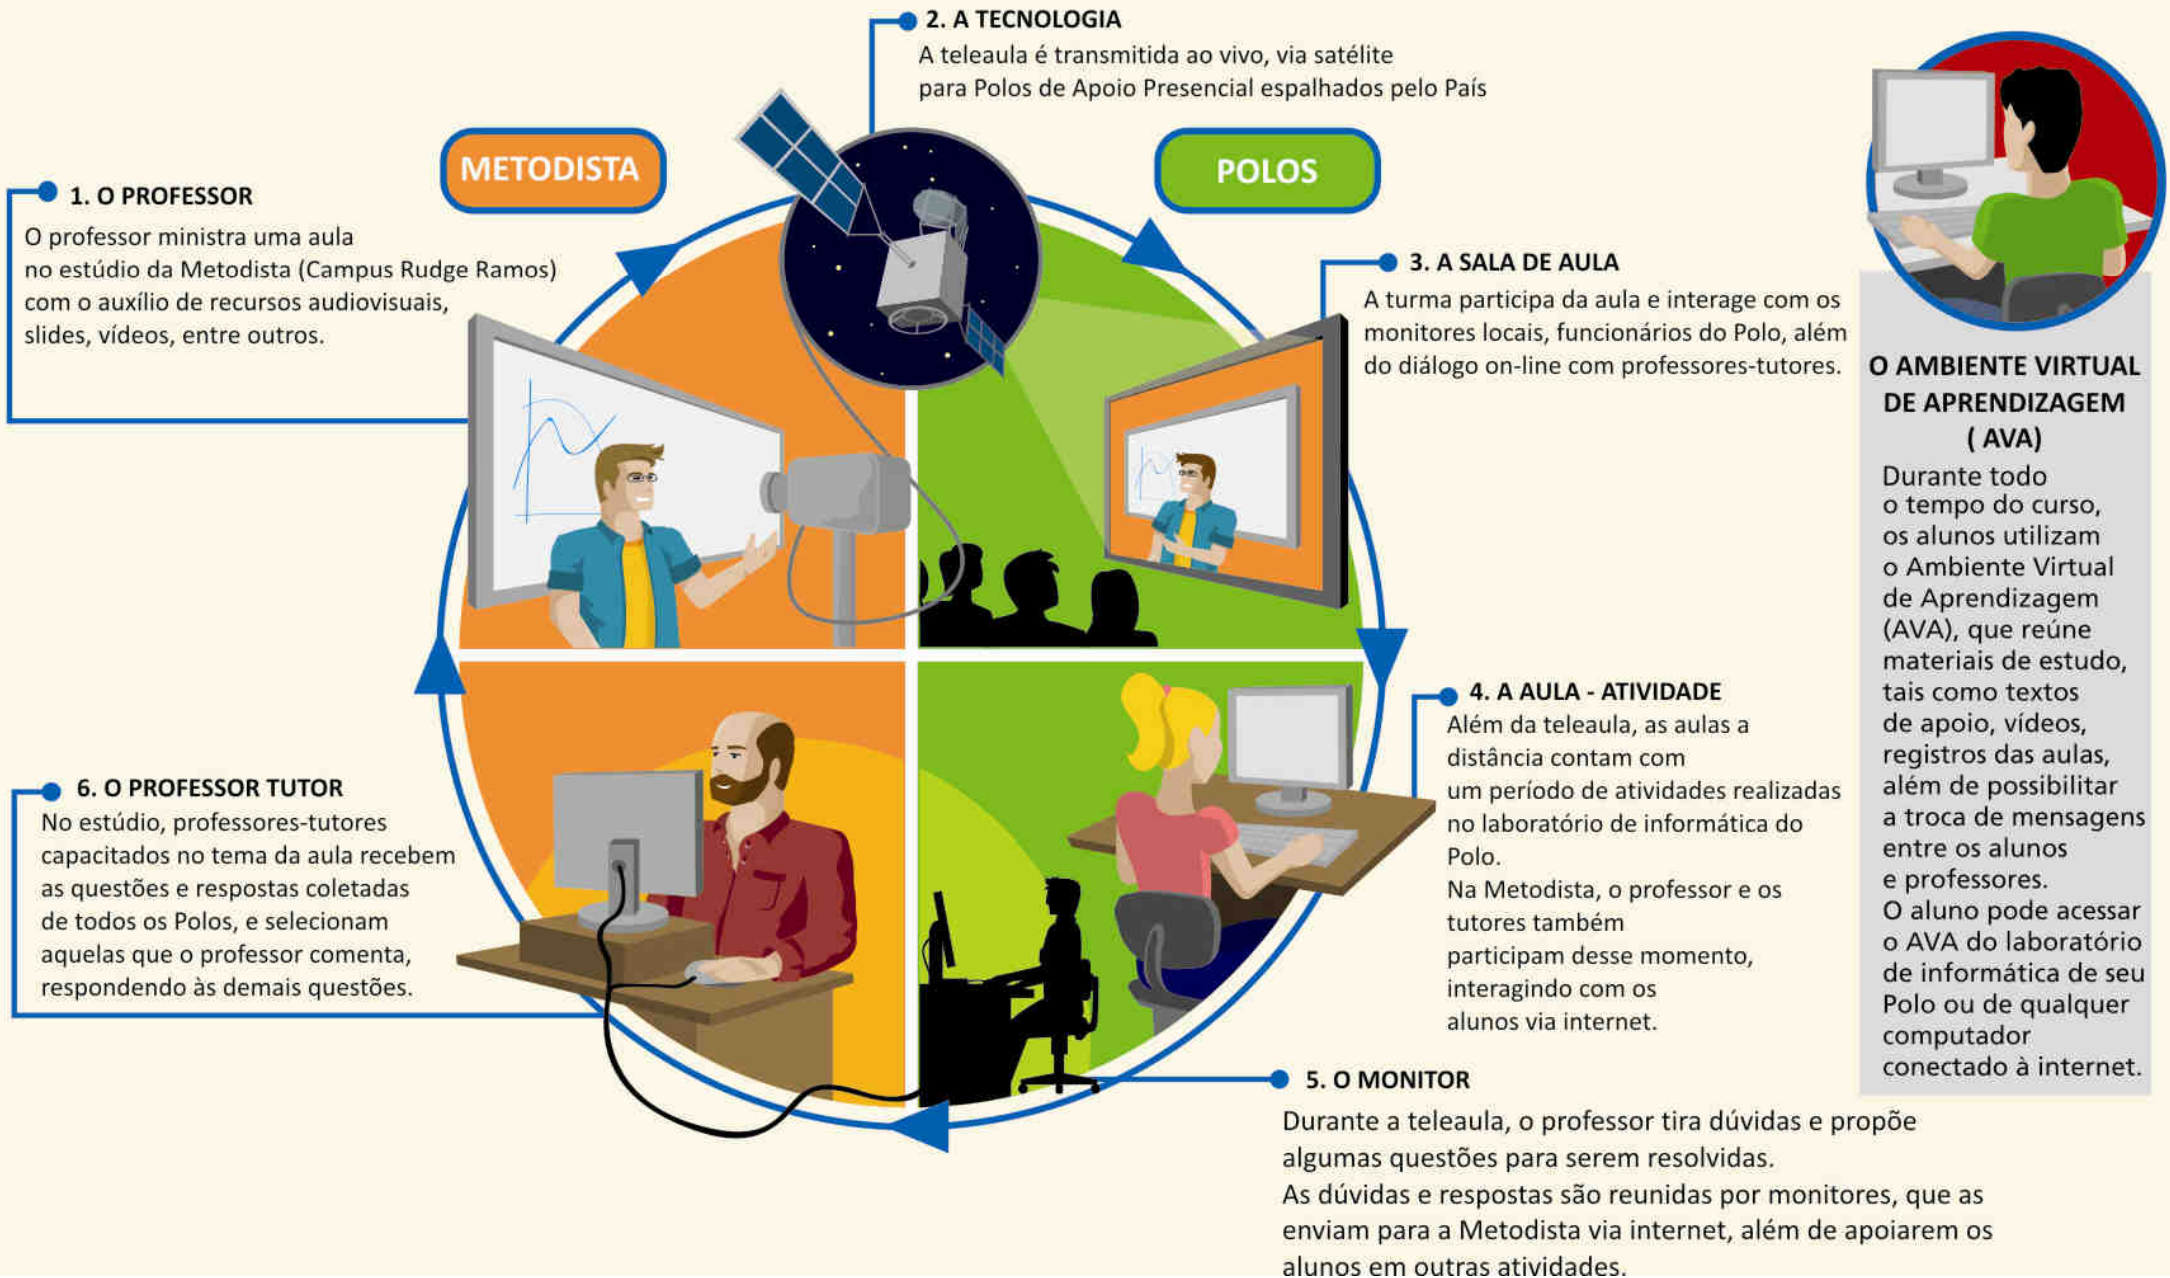 2. A TECNOLOGIA
A teleaula é transmitida ao vivo, via satélite
para Polos de Apoio Presencial espalhados pelo País
METODISTA
POLOS
1. O PROFESSOR
O professor ministra uma aula
no estúdio da Metodista (Campus Rudge Ramos)
com o auxílio de recursos audiovisuais,
slides, vídeos, entre outros.
3. A SALA DE AULA
A turma participa da aula e interage com os
monitores locais, funcionários do Polo, além
do diálogo on-line com professores-tutores.
4. A AULA - ATIVIDADE
Além da teleaula, as aulas a
distância contam com
um período de atividades realizadas
no laboratório de informática do
Polo.
Na Metodista, o professor e os
tutores também
participam desse momento,
interagindo com os
alunos via internet.
5. O MONITOR
Durante a teleaula, o professor tira dúvidas e propõe
algumas questões para serem resolvidas.
As dúvidas e respostas são reunidas por monitores, que as
enviam para a Metodista via internet, além de apoiarem os
alunos em outras atividades.
6. O PROFESSOR TUTOR
No estúdio, professores-tutores
capacitados no tema da aula recebem
as questões e respostas coletadas
de todos os Polos, e selecionam
aquelas que o professor comenta,
respondendo às demais questões.
O AMBIENTE VIRTUAL
DE APRENDIZAGEM
( AVA)
Durante todo
o tempo do curso,
os alunos utilizam
o Ambiente Virtual
de Aprendizagem
(AVA), que reúne
materiais de estudo,
tais como textos
de apoio, vídeos,
registros das aulas,
além de possibilitar
a troca de mensagens
entre os alunos
e professores.
O aluno pode acessar
o AVA do laboratório
de informática de seu
Polo ou de qualquer
computador
conectado à internet.